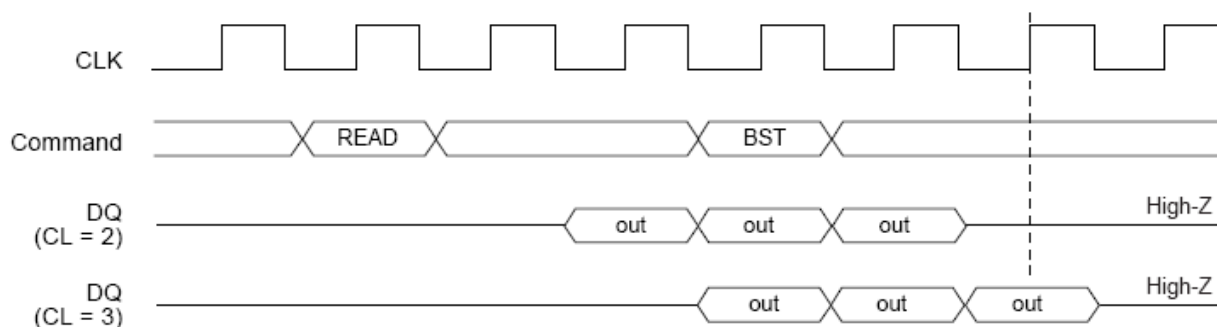 CLK
Command READ BST
DQ
(CL = 2) out out out High-Z
DQ
(CL = 3) out out out High-Z